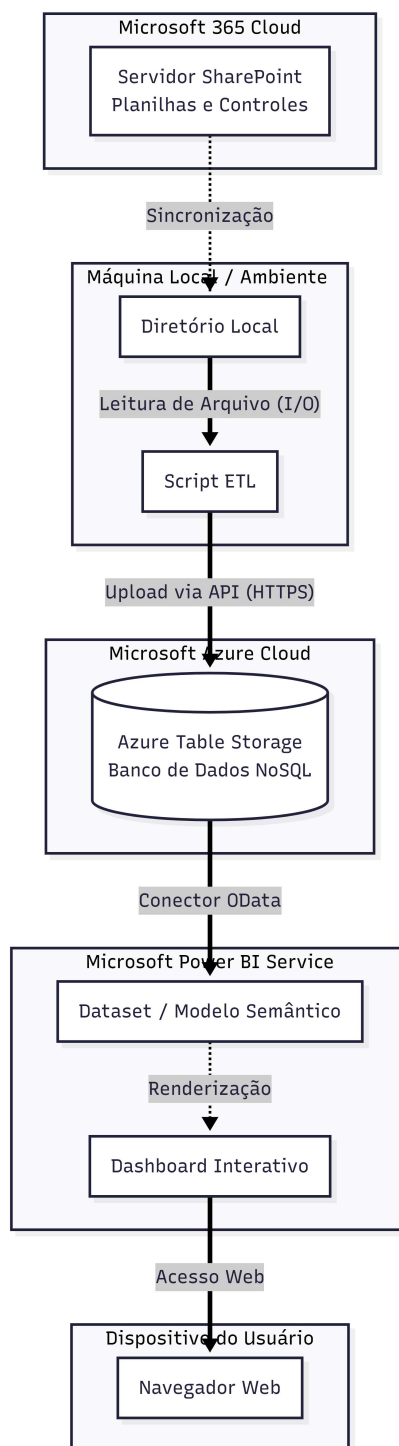 Microsoft 365 Cloud
Servidor SharePoint
Planilhas e Controles
Sincronização
Máquina Local / Ambiente
Diretório Local
Leitura de Arquivo (I/O)
Script ETL
Upload via API (HTTPS)
Microsoft Azure Cloud
Azure Table Storage
Banco de Dados NoSQL
Conector OData
Microsoft Power BI Service
Dataset / Modelo Semântico
Renderização
Dashboard Interativo
Acesso Web
Dispositivo do Usuário
Navegador Web